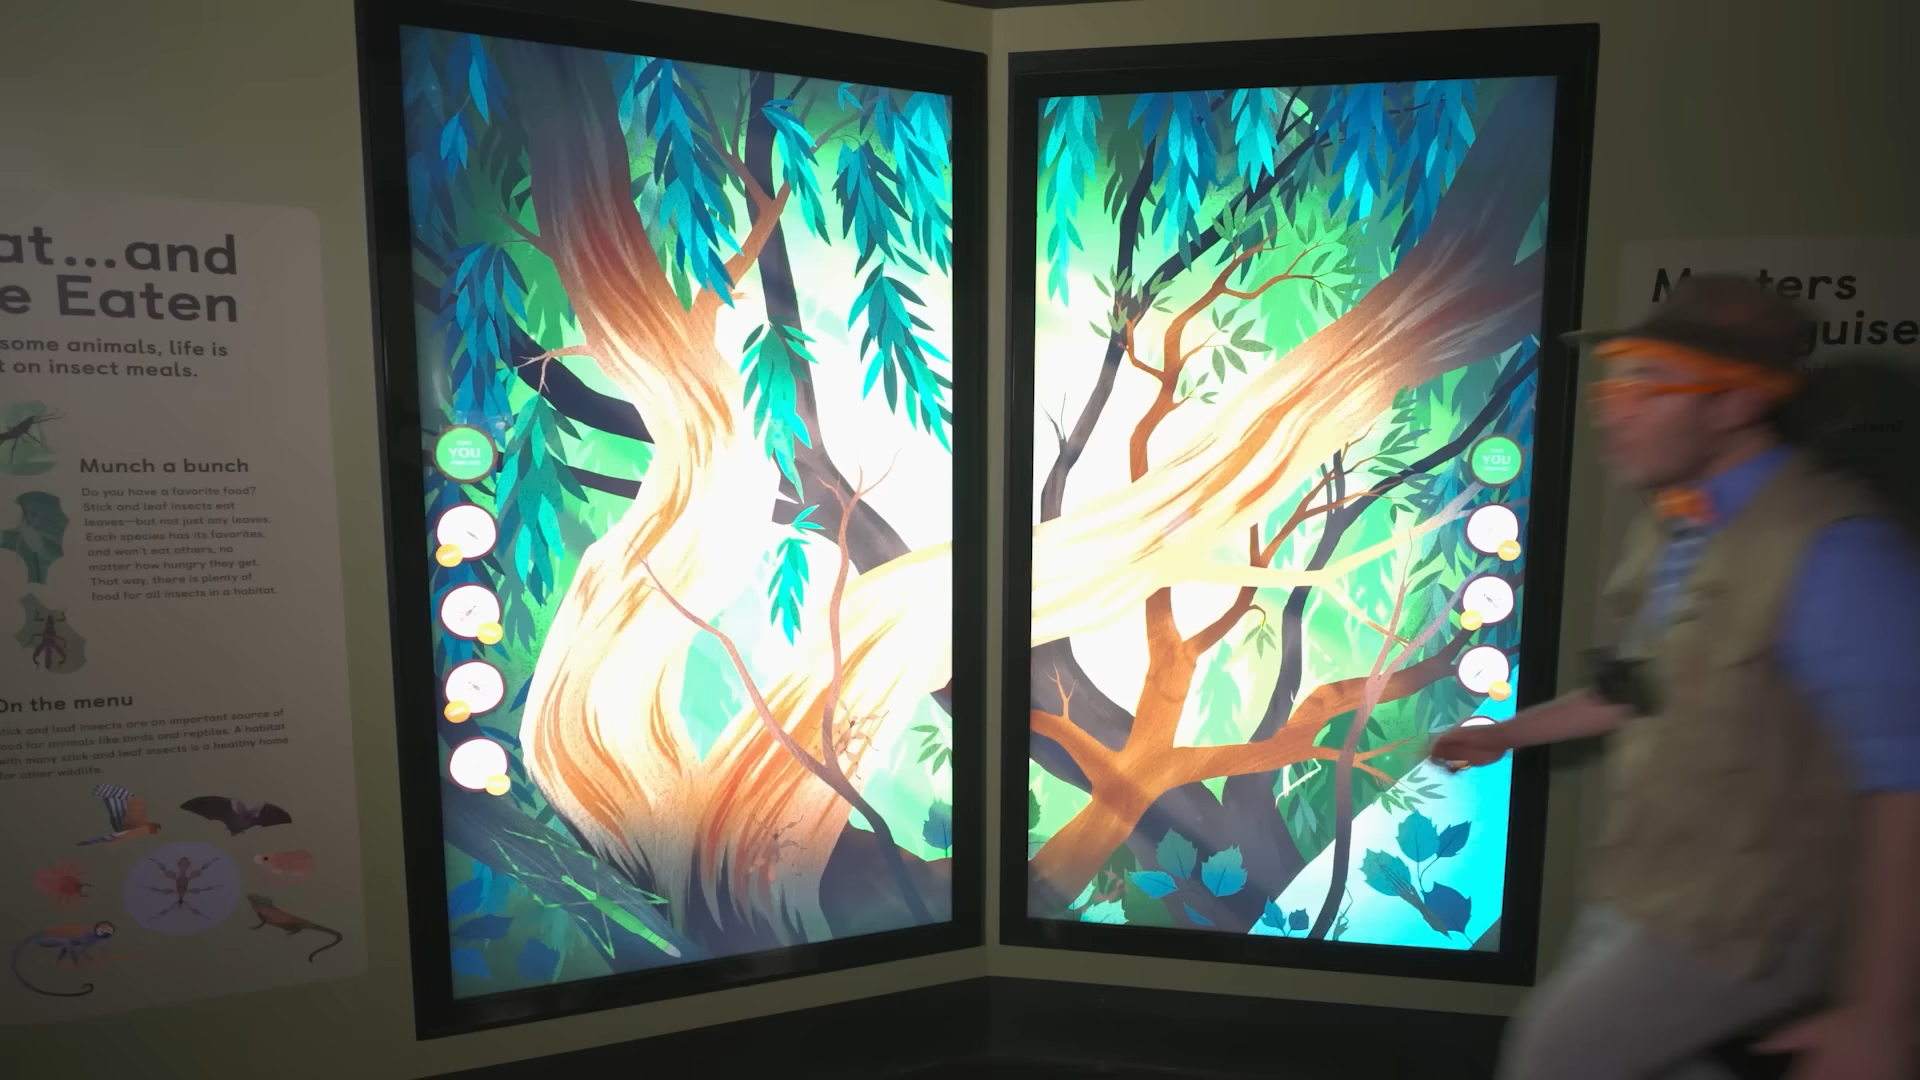 at...and
e Eaten
some animals, life is
t on insect meals.
Munch a bunch
Do you have a favorite food?
Stick and leaf insects eat
leaves—but not just any leaves.
Each species has its favorites,
and won't eat others, no
matter how hungry they get.
That way, there is plenty of
food for all insects in a habitat.
On the menu
tick and leaf insects are an important source of
ood for animals like birds and reptiles. A habitat
with many stick and leaf insects is a healthy home
for other wildlife.
YOU
YOU
ters
guise